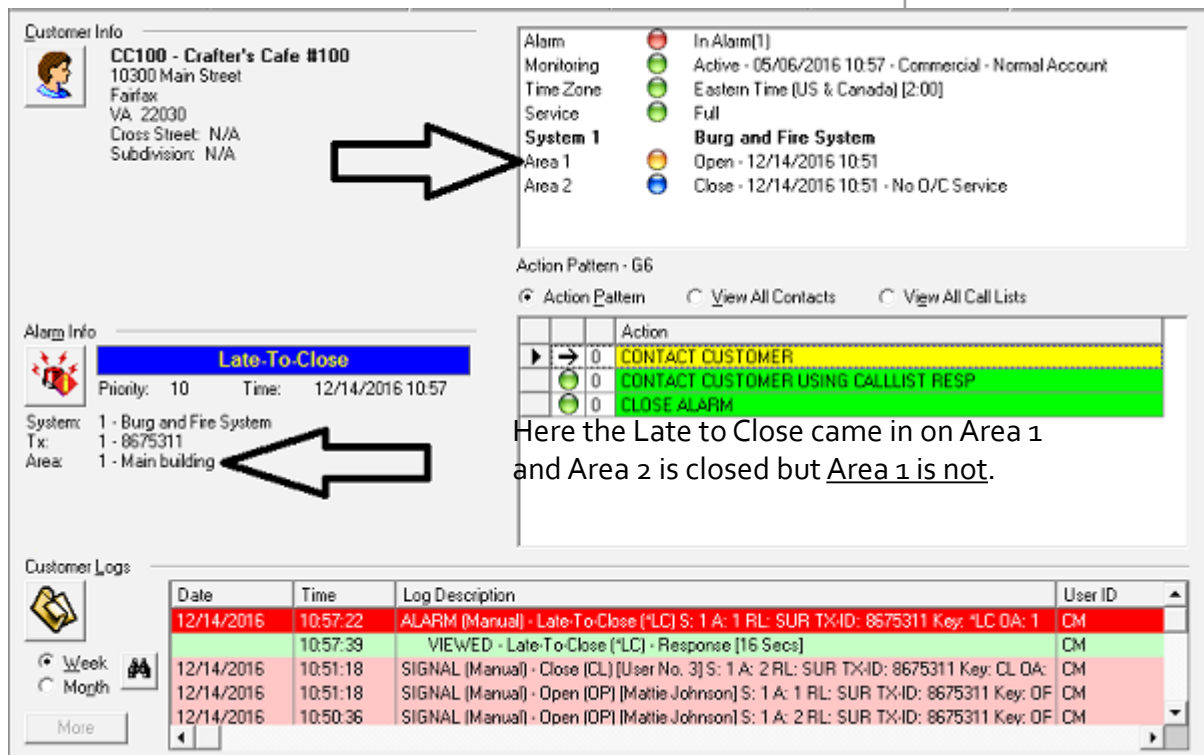 Customer Info
CC100 - Crafter's Cafe #100
10300 Main Street
Fairfax
VA 22030
Cross Street: N/A
Subdivision: N/A
Alarm In Alarm(1)
Monitoring Active - 05/06/2016 10:57 - Commercial - Normal Account
Time Zone Eastern Time (US & Canada) [2:00]
Service Full
System 1 Burg and Fire System
Area 1 Open - 12/14/2016 10:51
Area 2 Close - 12/14/2016 10:51 - No O/C Service
Action Pattern - G6
Action Pattern View All Contacts View All Call Lists
Action
0 CONTACT CUSTOMER
0 CONTACT CUSTOMER USING CALLLIST RESP
0 CLOSE ALARM
Alarm Info
Late-To-Close
Priority: 10 Time: 12/14/2016 10:57
System: 1 - Burg and Fire System
Tx: 1 - 8675311
Area: 1 - Main building
Here the Late to Close came in on Area 1
and Area 2 is closed but Area 1 is not.
Customer Logs
Week
Month
More
Date Time Log Description User ID
12/14/2016 10:57:22 ALARM (Manual) - Late-To-Close (*LC) S: 1 A: 1 RL: SUR TX-ID: 8675311 Key: *LC OA: 1 CM
10:57:39 VIEWED - Late-To-Close (*LC) - Response [16 Secs] CM
12/14/2016 10:51:18 SIGNAL (Manual) - Close (CL) [User No. 3] S: 1 A: 2 RL: SUR TX-ID: 8675311 Key: CL OA: CM
12/14/2016 10:51:18 SIGNAL (Manual) - Open (OP) [Mattie Johnson] S: 1 A: 1 RL: SUR TX-ID: 8675311 Key: OF CM
12/14/2016 10:50:36 SIGNAL (Manual) - Open (OP) [Mattie Johnson] S: 1 A: 2 RL: SUR TX-ID: 8675311 Key: OF CM